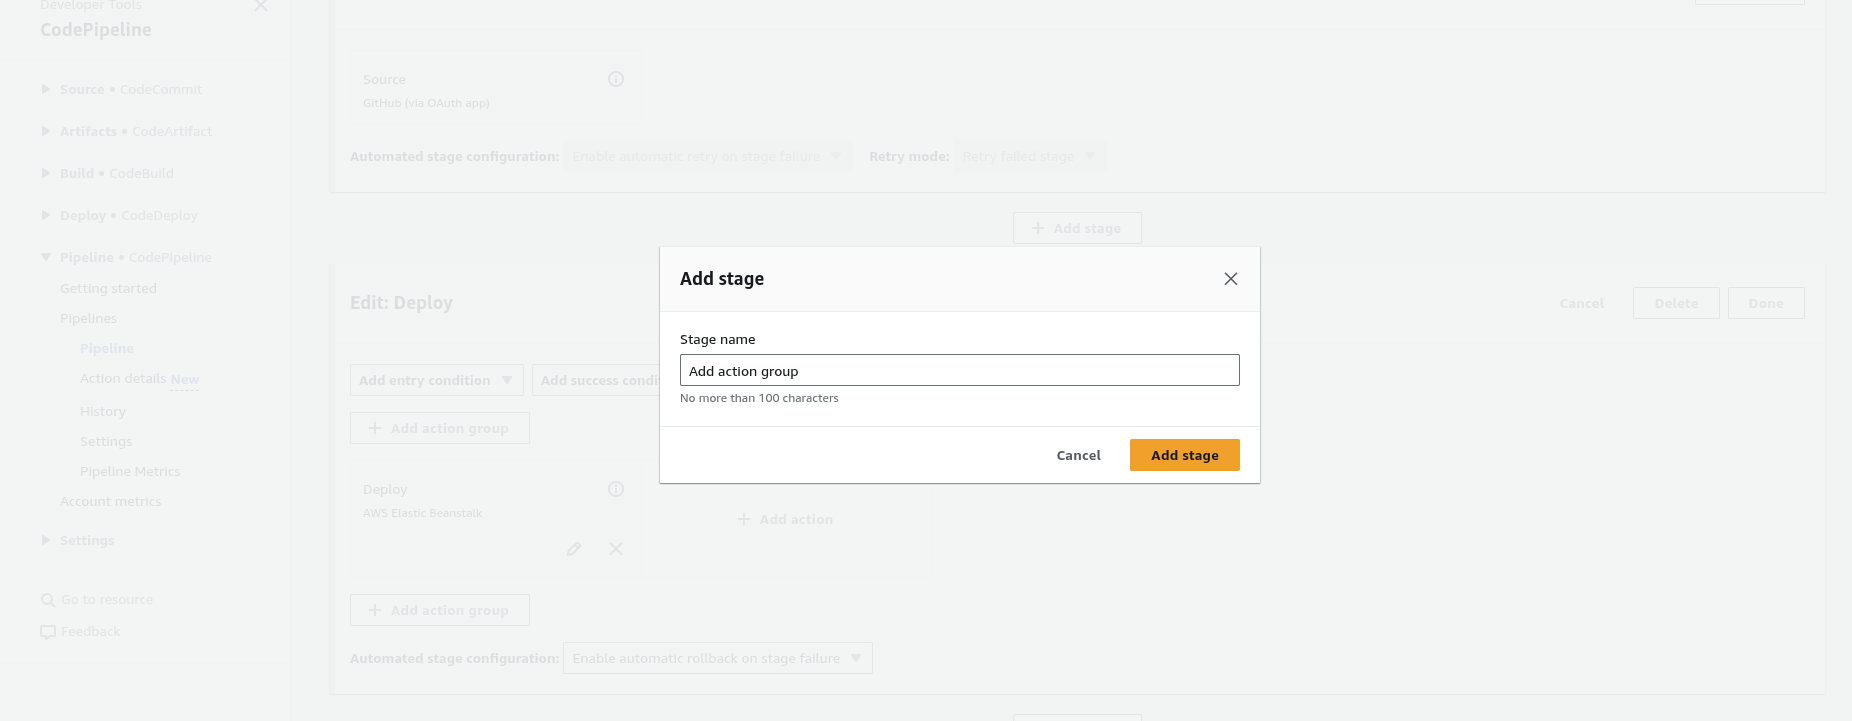 Developer Tools
CodePipeline
Source • CodeCommit
Artifacts • CodeArtifact
Build • CodeBuild
Deploy • CodeDeploy
Pipeline • CodePipeline
Getting started
Pipelines
Pipeline
Action details New
History
Settings
Pipeline Metrics
Account metrics
Settings
Go to resource
Feedback
Source
GitHub (via OAuth app)
Automated stage configuration: Enable automatic retry on stage failure Retry mode: Retry failed stage
Add stage
Edit: Deploy
Cancel Delete Done
Add entry condition Add success
Add action group
Deploy
AWS Elastic Beanstalk
Add action
Add action group
Automated stage configuration: Enable automatic rollback on stage failure
Add stage
Stage name
Add action group
No more than 100 characters
Cancel Add stage